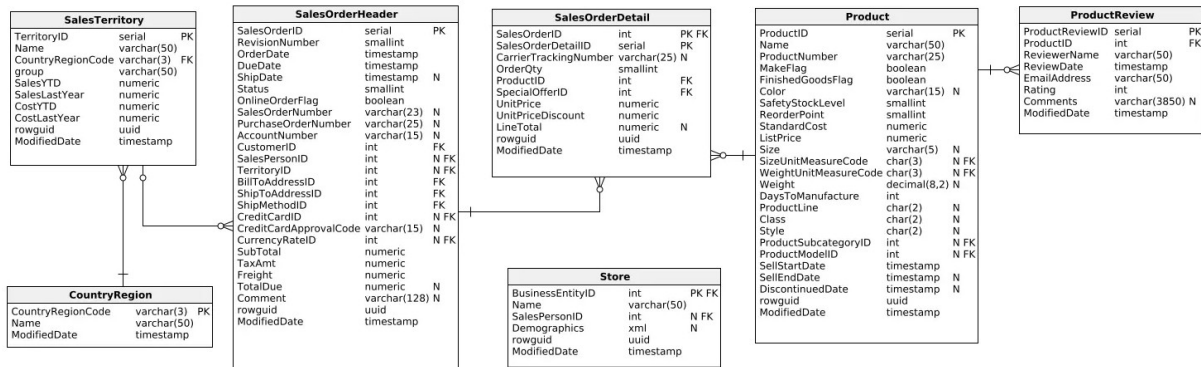 SalesTerritory
TerritoryID serial PK
Name varchar(50)
CountryRegionCode varchar(3) FK
group varchar(50)
SalesYTD numeric
SalesLastYear numeric
CostYTD numeric
CostLastYear numeric
rowguid uuid
ModifiedDate timestamp
CountryRegion
CountryRegionCode varchar(3) PK
Name varchar(50)
ModifiedDate timestamp
SalesOrderHeader
SalesOrderID serial PK
RevisionNumber smallint
OrderDate timestamp
DueDate timestamp
ShipDate timestamp N
Status smallint
OnlineOrderFlag boolean
SalesOrderNumber varchar(23) N
PurchaseOrderNumber varchar(25) N
AccountNumber varchar(15) N
CustomerID int FK
SalesPersonID int N FK
TerritoryID int N FK
BillToAddressID int FK
ShipToAddressID int FK
ShipMethodID int FK
CreditCardID int N FK
CreditCardApprovalCode varchar(15) N
CurrencyRateID int N FK
SubTotal numeric
TaxAmt numeric
Freight numeric
TotalDue numeric N
Comment varchar(128) N
rowguid uuid
ModifiedDate timestamp
SalesOrderDetail
SalesOrderID int PK FK
SalesOrderDetailID serial PK
CarrierTrackingNumber varchar(25) N
OrderQty smallint
ProductID int FK
SpecialOfferID int FK
UnitPrice numeric
UnitPriceDiscount numeric
LineTotal numeric N
rowguid uuid
ModifiedDate timestamp
Store
BusinessEntityID int PK FK
Name varchar(50)
SalesPersonID int N FK
Demographics xml N
rowguid uuid
ModifiedDate timestamp
Product
ProductID serial PK
Name varchar(50)
ProductNumber varchar(25)
MakeFlag boolean
FinishedGoodsFlag boolean
Color varchar(15) N
SafetyStockLevel smallint
ReorderPoint smallint
StandardCost numeric
ListPrice numeric
Size varchar(5) N
SizeUnitMeasureCode char(3) N FK
WeightUnitMeasureCode char(3) N FK
Weight decimal(8,2) N
DaysToManufacture int
ProductLine char(2) N
Class char(2) N
Style char(2) N
ProductSubcategoryID int N FK
ProductModelID int N FK
SellStartDate timestamp
SellEndDate timestamp N
DiscontinuedDate timestamp N
rowguid uuid
ModifiedDate timestamp
ProductReview
ProductReviewID serial PK
ProductID int FK
ReviewerName varchar(50)
ReviewDate timestamp
EmailAddress varchar(50)
Rating int
Comments varchar(3850) N
ModifiedDate timestamp